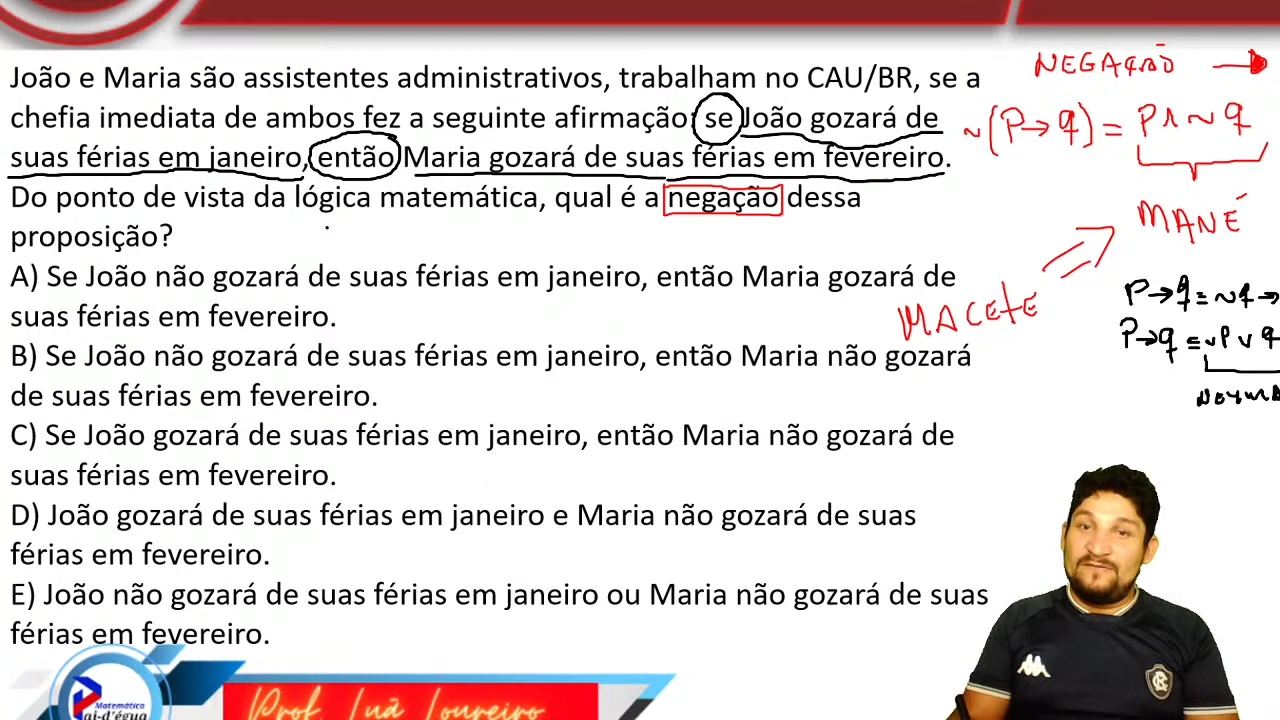 João e Maria são assistentes administrativos, trabalham no CAU/BR, se a
chefia imediata de ambos fez a seguinte afirmação: se João gozará de
suas férias em janeiro, então Maria gozará de suas férias em fevereiro.
Do ponto de vista da lógica matemática, qual é a negação dessa
proposição?
A) Se João não gozará de suas férias em janeiro, então Maria gozará de
suas férias em fevereiro.
B) Se João não gozará de suas férias em janeiro, então Maria não gozará
de suas férias em fevereiro.
C) Se João gozará de suas férias em janeiro, então Maria não gozará de
suas férias em fevereiro.
D) João gozará de suas férias em janeiro e Maria não gozará de suas
férias em fevereiro.
E) João não gozará de suas férias em janeiro ou Maria não gozará de suas
férias em fevereiro.
NEGAÇÃO →
~(P→q) = P∧~q
MANÉ
MACETE
P→q = ~q→
P→q = ~P∨q
Matemática
Pai-d'égua
Prof. Luã Loureiro